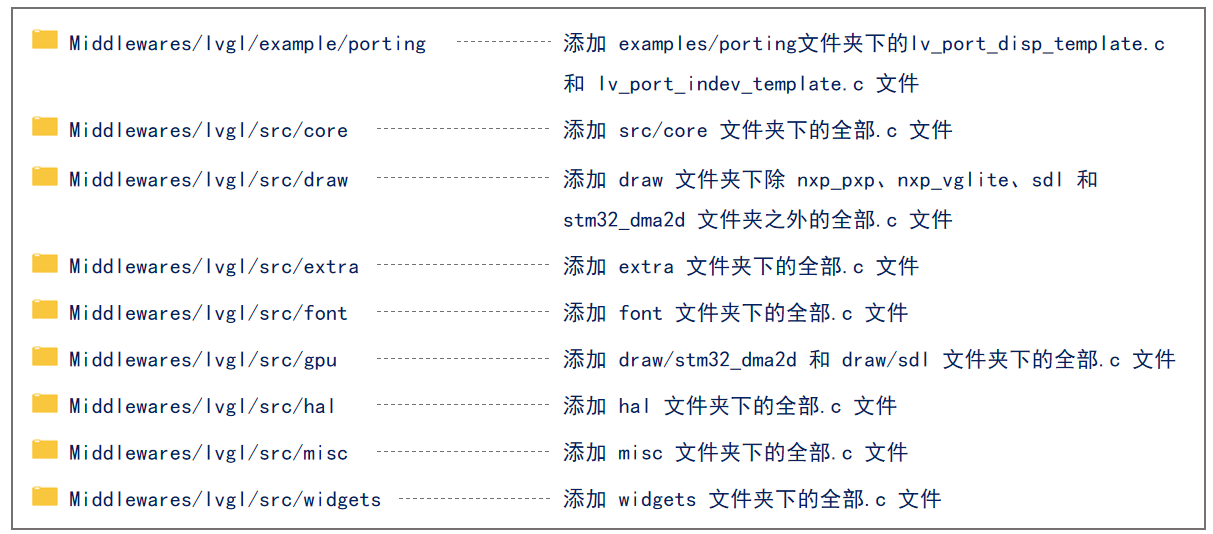 Middlewares/lvgl/example/porting 添加 examples/porting文件夹下的lv_port_disp_template.c
和 lv_port_indev_template.c 文件
Middlewares/lvgl/src/core 添加 src/core 文件夹下的全部.c 文件
Middlewares/lvgl/src/draw 添加 draw 文件夹下除 nxp_pxp、nxp_vglite、sdl 和
stm32_dma2d 文件夹之外的全部.c 文件
Middlewares/lvgl/src/extra 添加 extra 文件夹下的全部.c 文件
Middlewares/lvgl/src/font 添加 font 文件夹下的全部.c 文件
Middlewares/lvgl/src/gpu 添加 draw/stm32_dma2d 和 draw/sdl 文件夹下的全部.c 文件
Middlewares/lvgl/src/hal 添加 hal 文件夹下的全部.c 文件
Middlewares/lvgl/src/misc 添加 misc 文件夹下的全部.c 文件
Middlewares/lvgl/src/widgets 添加 widgets 文件夹下的全部.c 文件